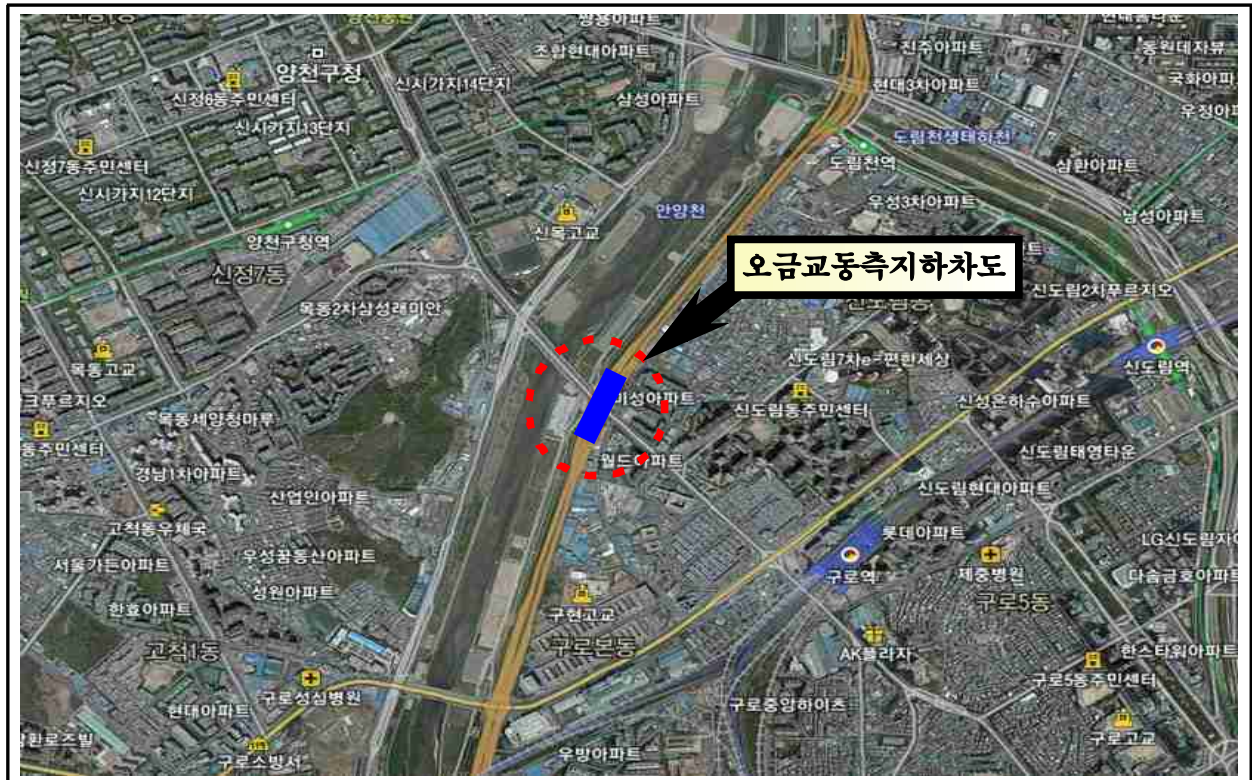 쌍용아파트
조합현대아파트
진주아파트
동원데자뷰
양천구청
신정6동주민센터
신시가지14단지
삼성아파트
현대3차아파트
국화아파
우정아파
신시가지13단지
도림천생태하천
신정7동주민센터
도림천역
삼환아파트
신시가지12단지
우성3차아파트
신목고교
안양천
남성아파트
양천구청역
신정7동
오금교동측지하차도
목동2차삼성래미안
신도림2차푸르지오
목동고교
신도림7차e-편한세상
신도림역
크푸르지오
미성아파트
신도림동주민센터
신성은하수아파트
목동세양청마루
동주민센터
월드아파트
신도림태영타운
경남1차아파트
산업인아파트
신도림현대아파트
고척동우체국
롯데아파트
LG신도림자이
서울가든아파트
우성꿈동산아파트
구로역
제중병원
다솜금호아파트
성원아파트
한효아파트
구현고교
구로5동
고척1동
구로본동
AK플라자
한스타워아파트
구로성심병원
구로5동주민센터
현대아파트
구로중앙하이츠
구로소방서
우방아파트
구로고교